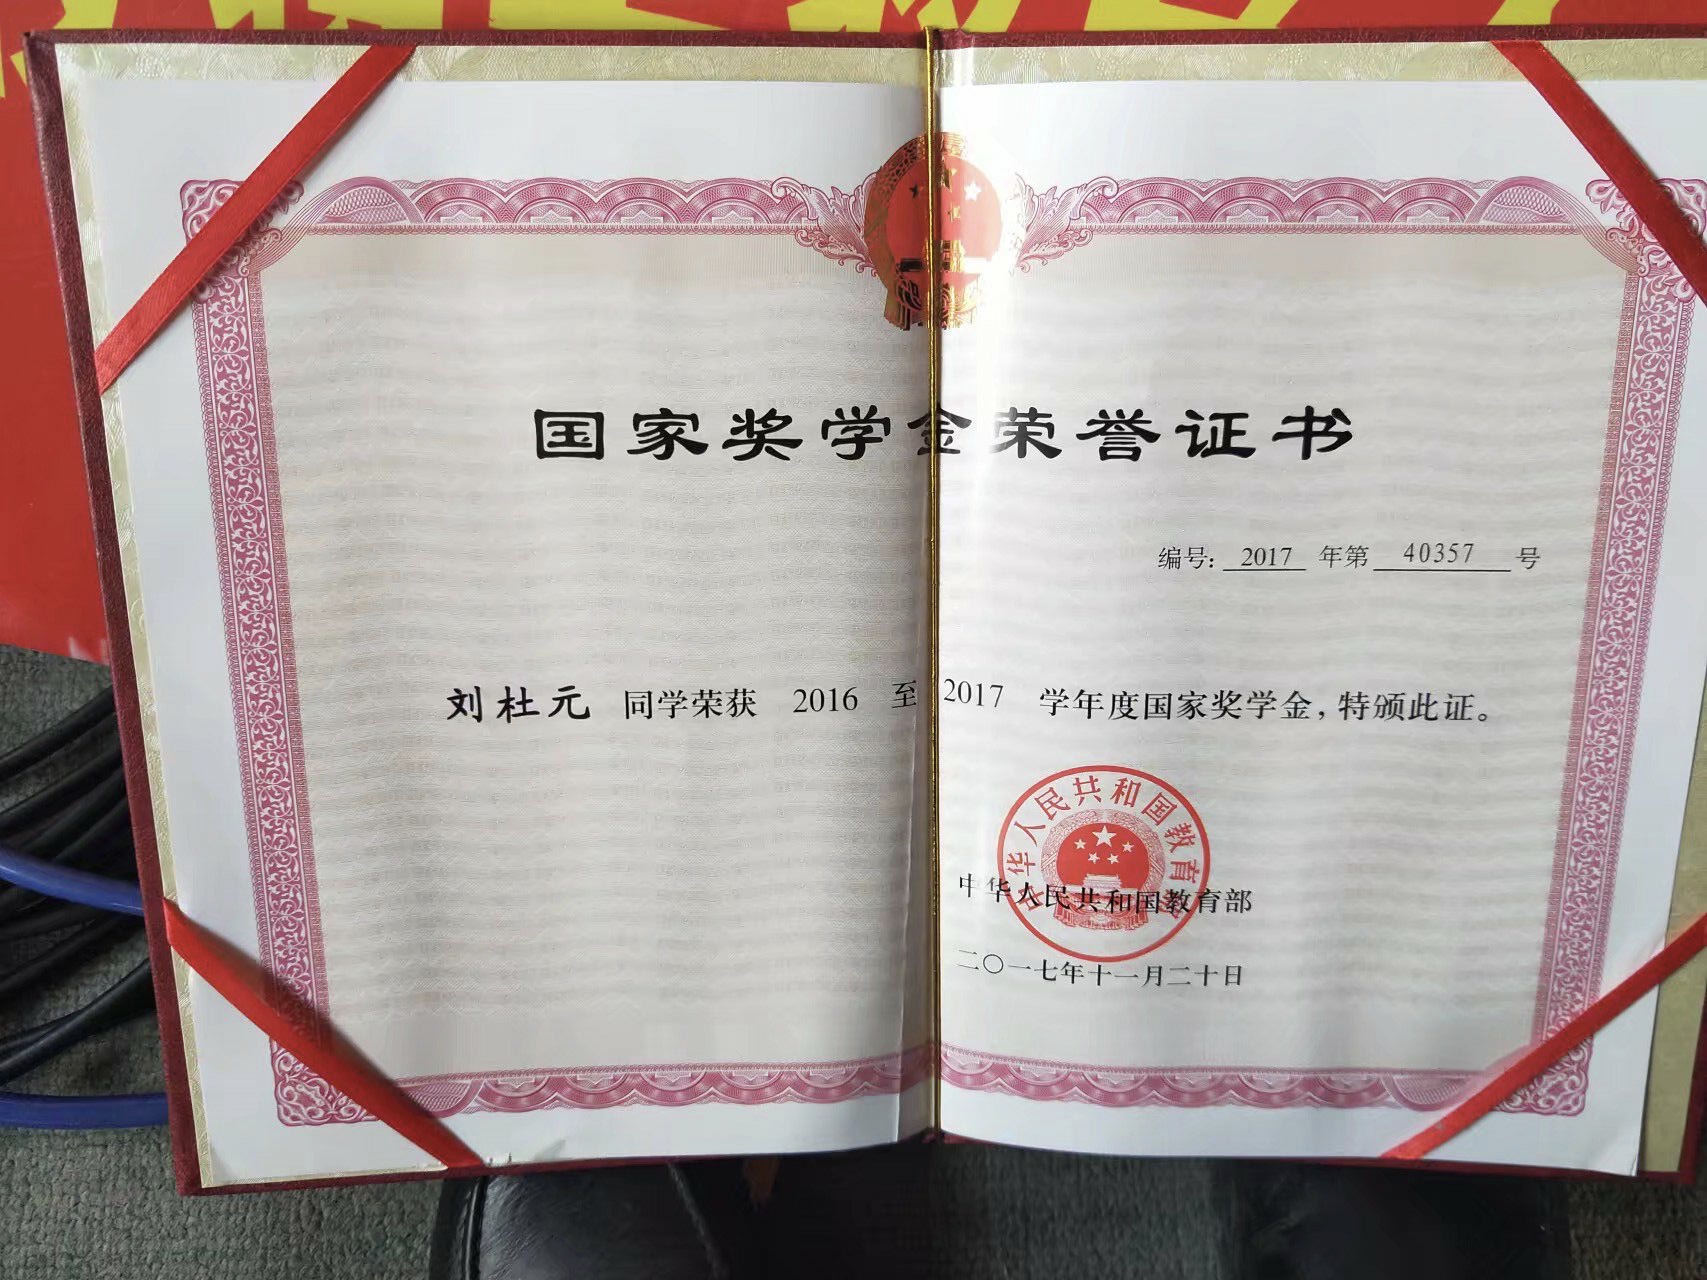 国家奖学金荣誉证书
编号: 2017 年第 40357 号
刘杜元 同学荣获 2016 至 2017 学年度国家奖学金，特颁此证。
中华人民共和国教育部
中华人民共和国教育部
二〇一七年十一月二十日